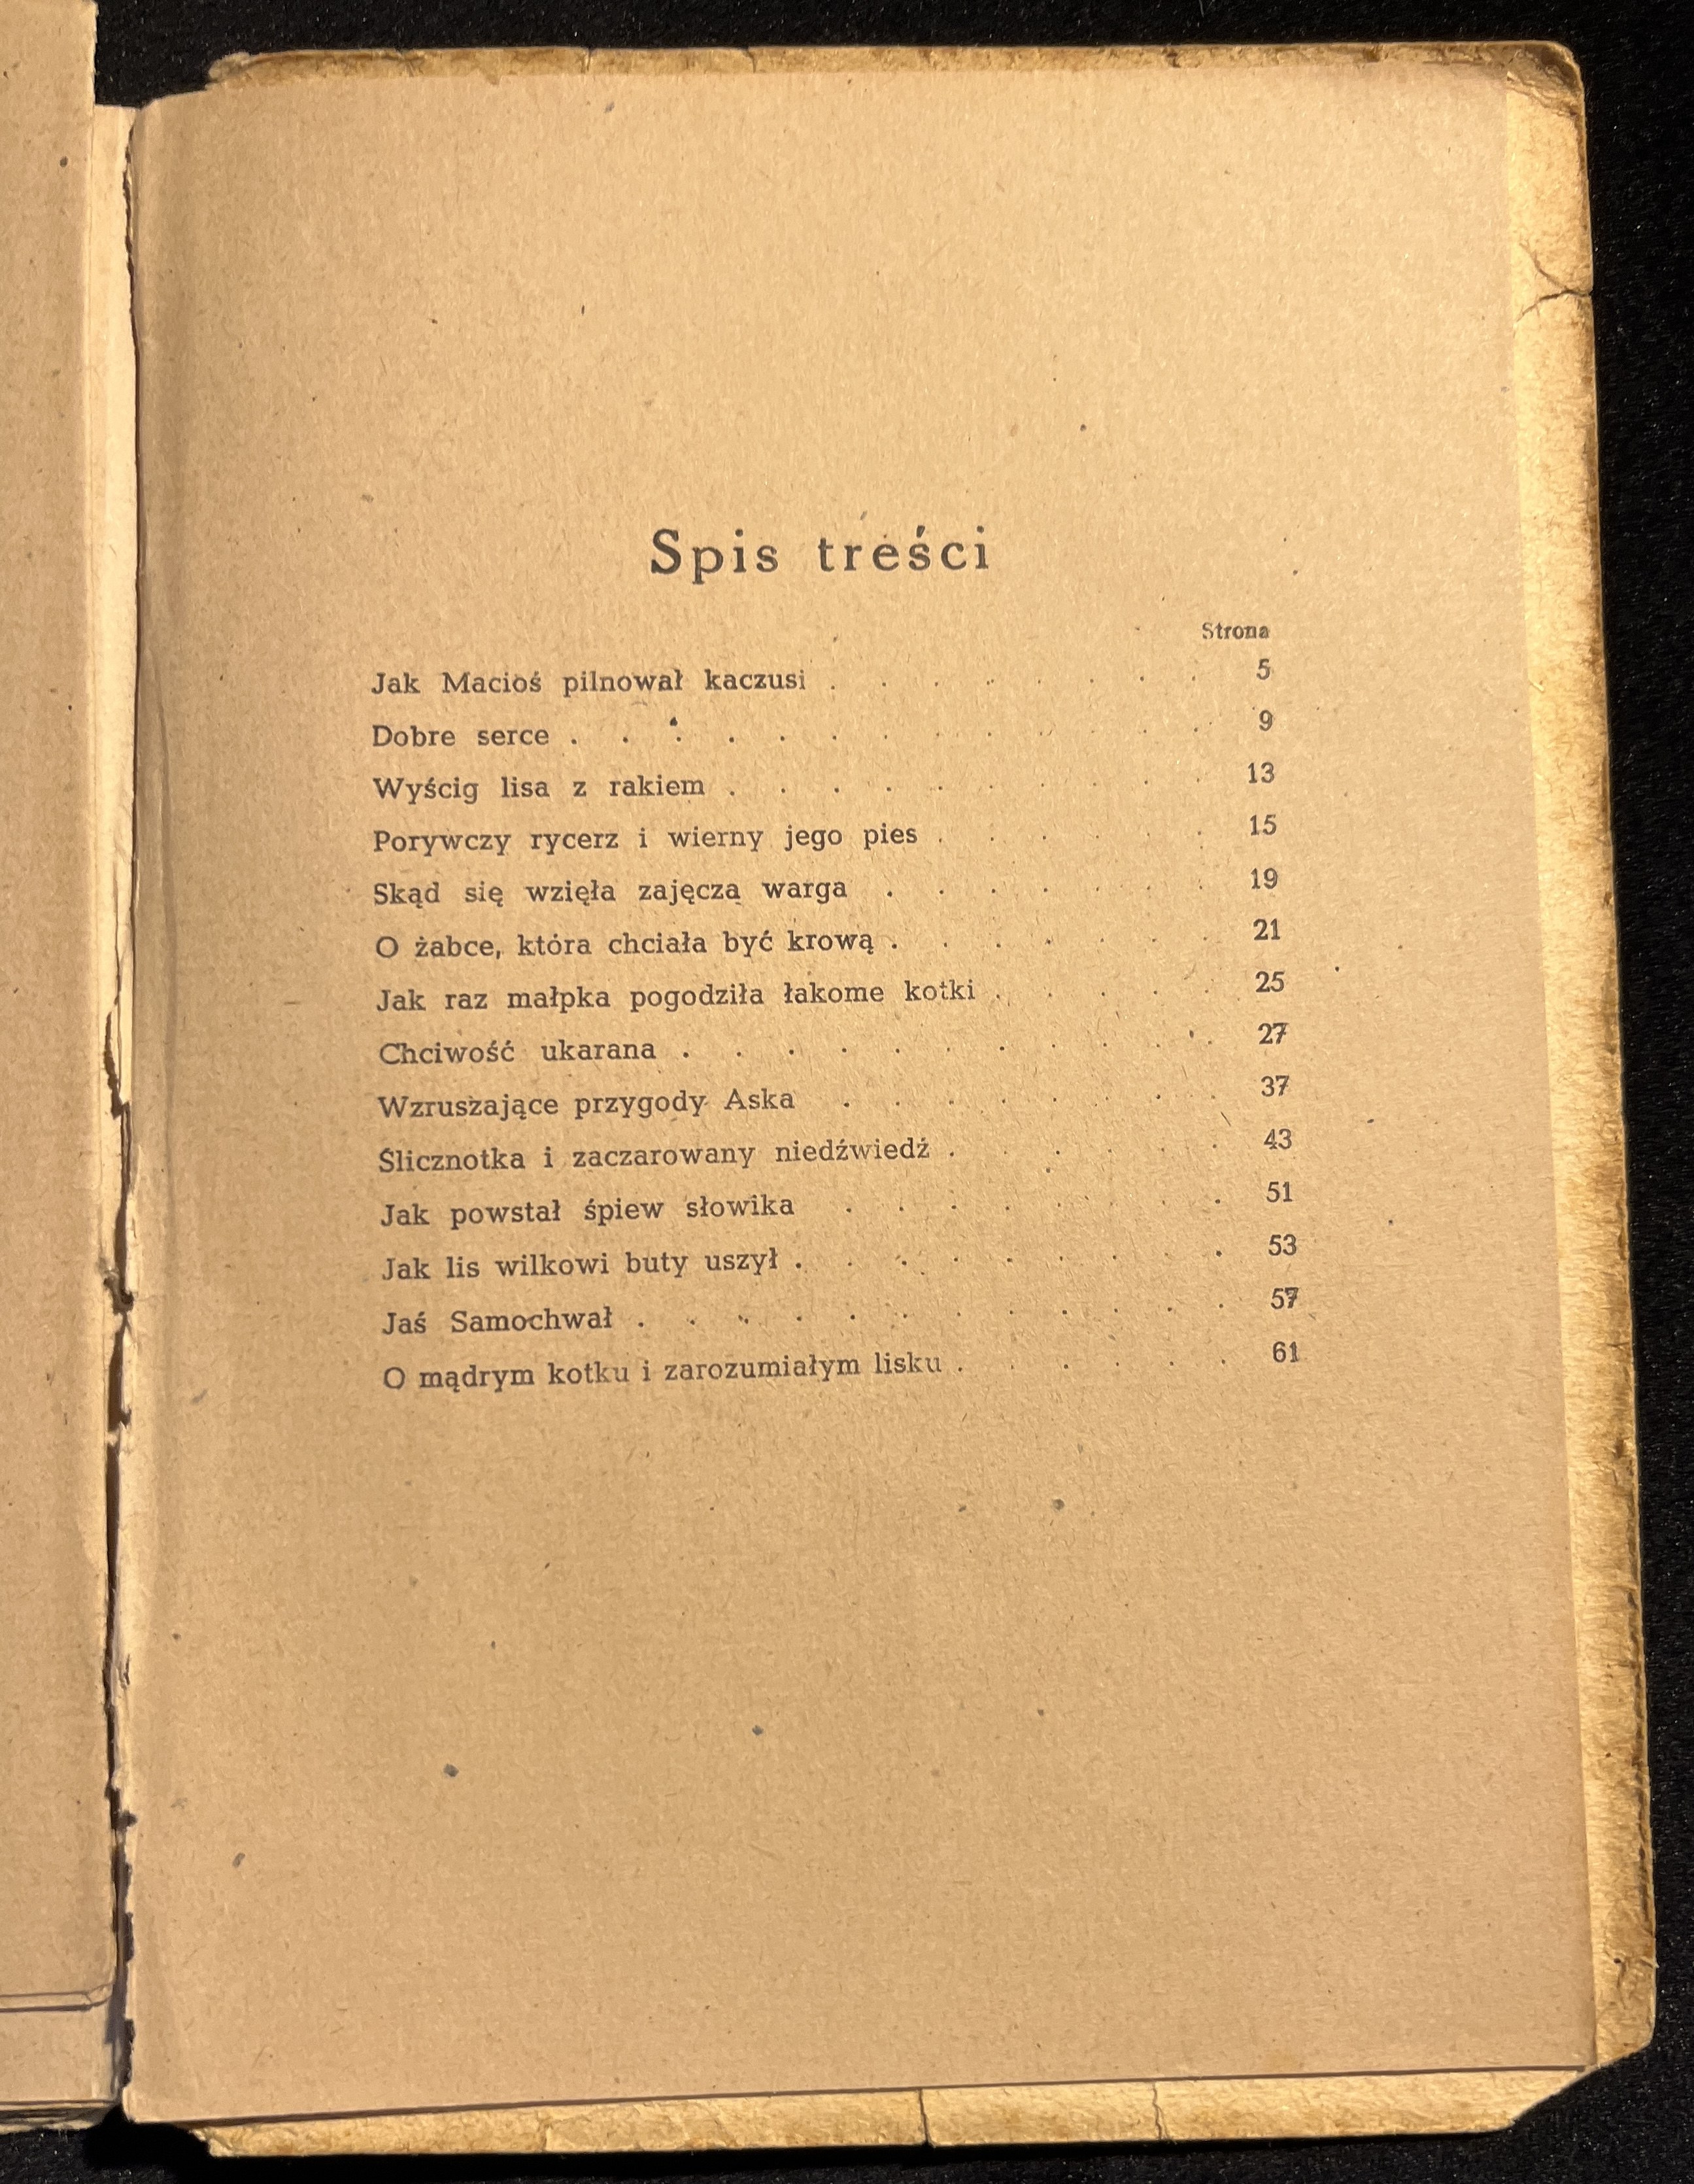 Spis treści
Strona
Jak Macioś pilnował kaczusi . . . . . . . . 5
Dobre serce . . . . . . . . . . . . . 9
Wyścig lisa z rakiem . . . . . . . . . . 13
Porywczy rycerz i wierny jego pies . . . . . . 15
Skąd się wzięła zajęcza warga . . . . . . . 19
O żabce, która chciała być krową . . . . . . . 21
Jak raz małpka pogodziła łakome kotki . . . . . 25
Chciwość ukarana . . . . . . . . . . . 27
Wzruszające przygody Aska . . . . . . . . 37
Ślicznotka i zaczarowany niedźwiedź . . . . . . 43
Jak powstał śpiew słowika . . . . . . . . 51
Jak lis wilkowi buty uszył . . . . . . . . . 53
Jaś Samochwał . . . . . . . . . . . . 57
O mądrym kotku i zarozumiałym lisku . . . . . . 61